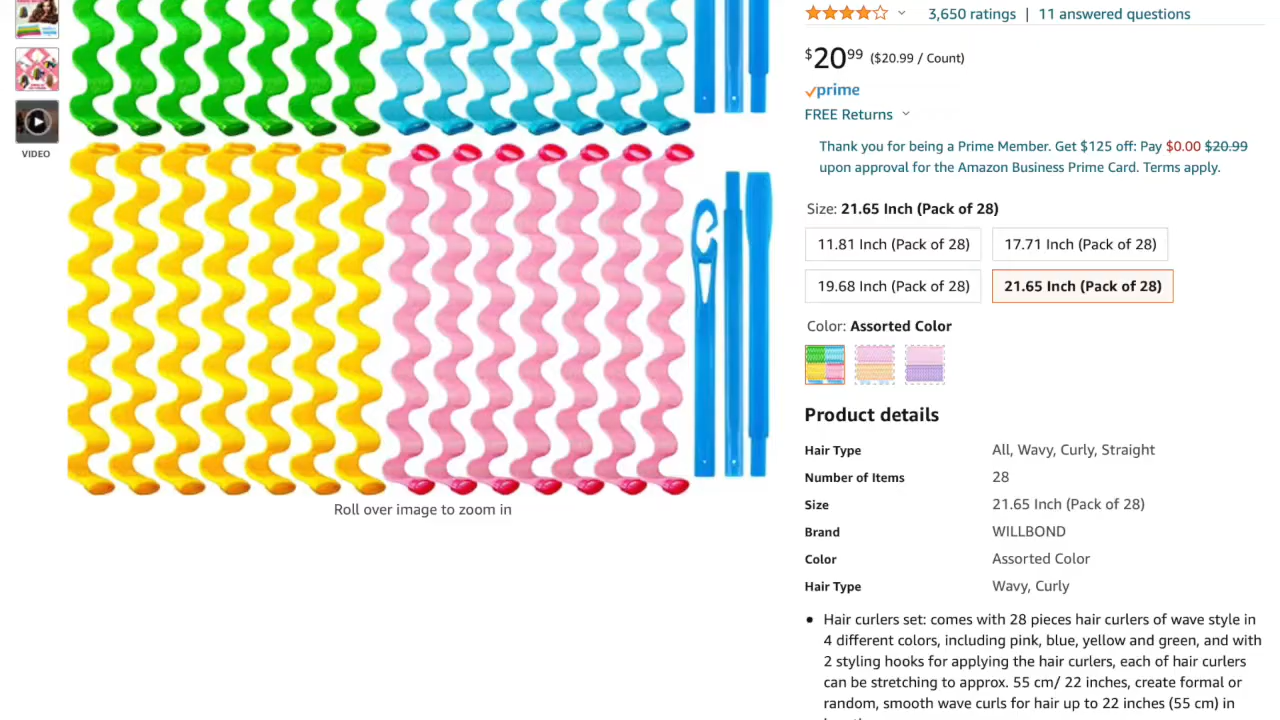 3,650 ratings | 11 answered questions
$20⁹⁹ ($20.99 / Count)
prime
FREE Returns
Thank you for being a Prime Member. Get $125 off: Pay $0.00 $20.99
upon approval for the Amazon Business Prime Card. Terms apply.
Size: 21.65 Inch (Pack of 28)
11.81 Inch (Pack of 28) 17.71 Inch (Pack of 28)
19.68 Inch (Pack of 28) 21.65 Inch (Pack of 28)
Color: Assorted Color
Product details
Hair Type All, Wavy, Curly, Straight
Number of Items 28
Size 21.65 Inch (Pack of 28)
Brand WILLBOND
Color Assorted Color
Hair Type Wavy, Curly
Hair curlers set: comes with 28 pieces hair curlers of wave style in
4 different colors, including pink, blue, yellow and green, and with
2 styling hooks for applying the hair curlers, each of hair curlers
can be stretching to approx. 55 cm/ 22 inches, create formal or
random, smooth wave curls for hair up to 22 inches (55 cm) in
VIDEO
Roll over image to zoom in